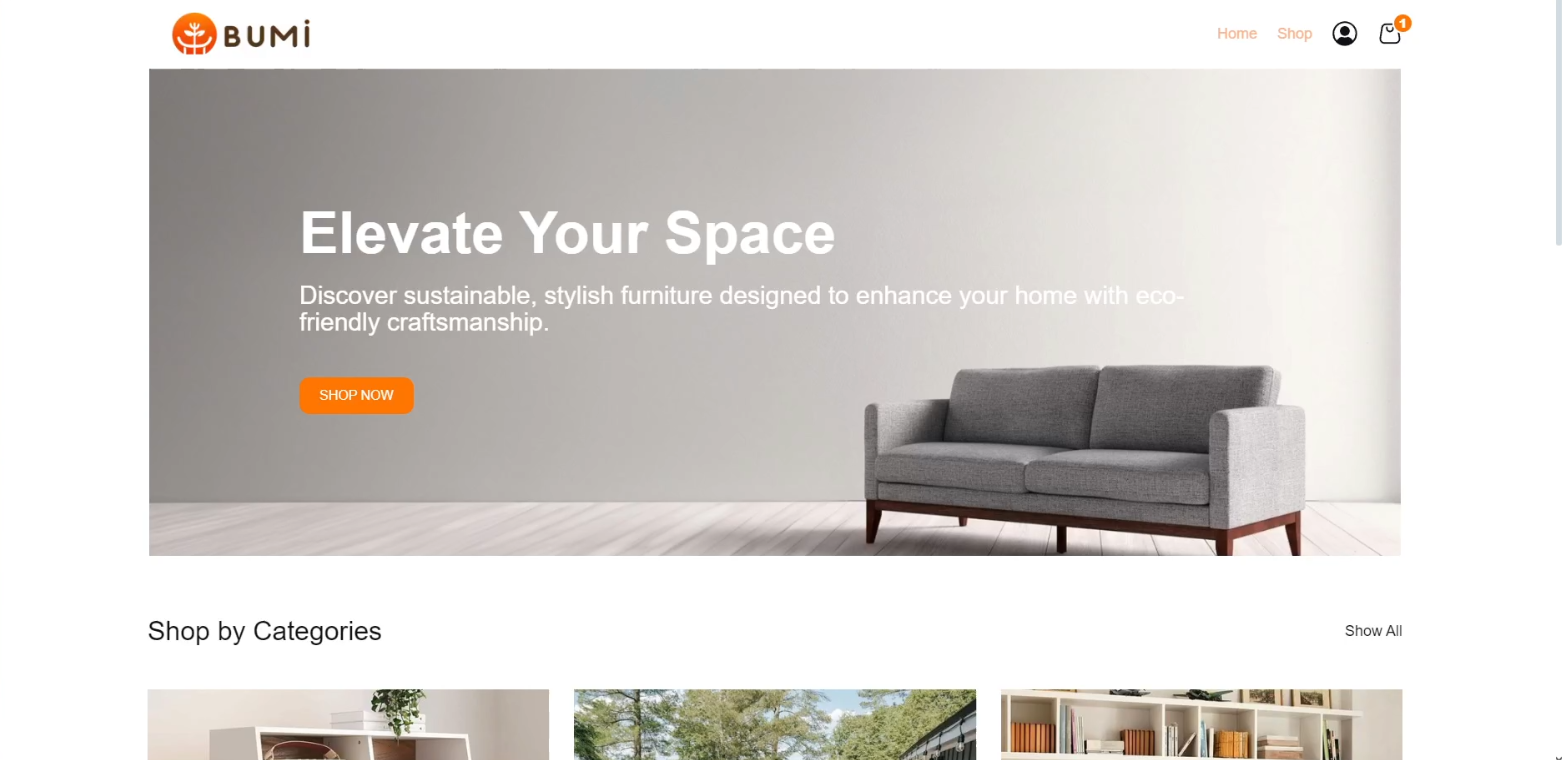 BUMi
Home
Shop
1
Elevate Your Space
Discover sustainable, stylish furniture designed to enhance your home with eco-
friendly craftsmanship.
SHOP NOW
Shop by Categories
Show All